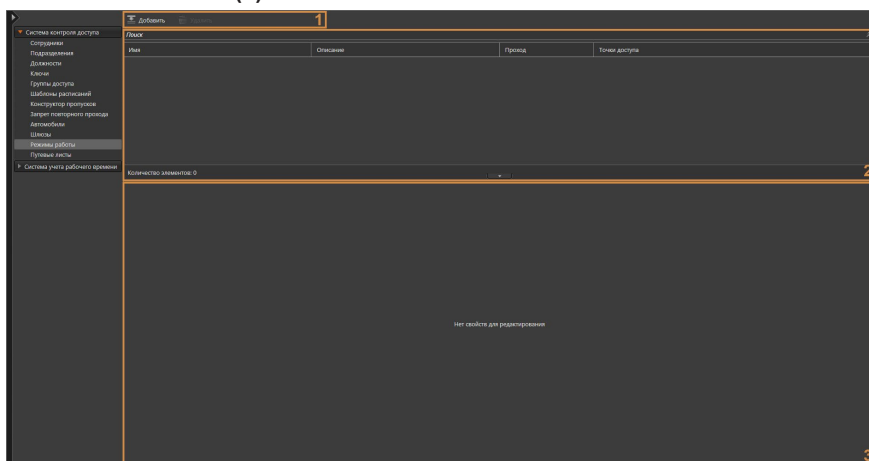 Добавить Удалить 1
Система контроля доступа
Поиск
Сотрудники
Подразделения
Должности
Ключи
Группы доступа
Шаблоны расписаний
Конструктор пропусков
Запрет повторного прохода
Автомобили
Шлюзы
Режимы работы
Путевые листы
Система учета рабочего времени
Имя Описание Проход Точки доступа
Количество элементов: 0 2
Нет свойств для редактирования
3